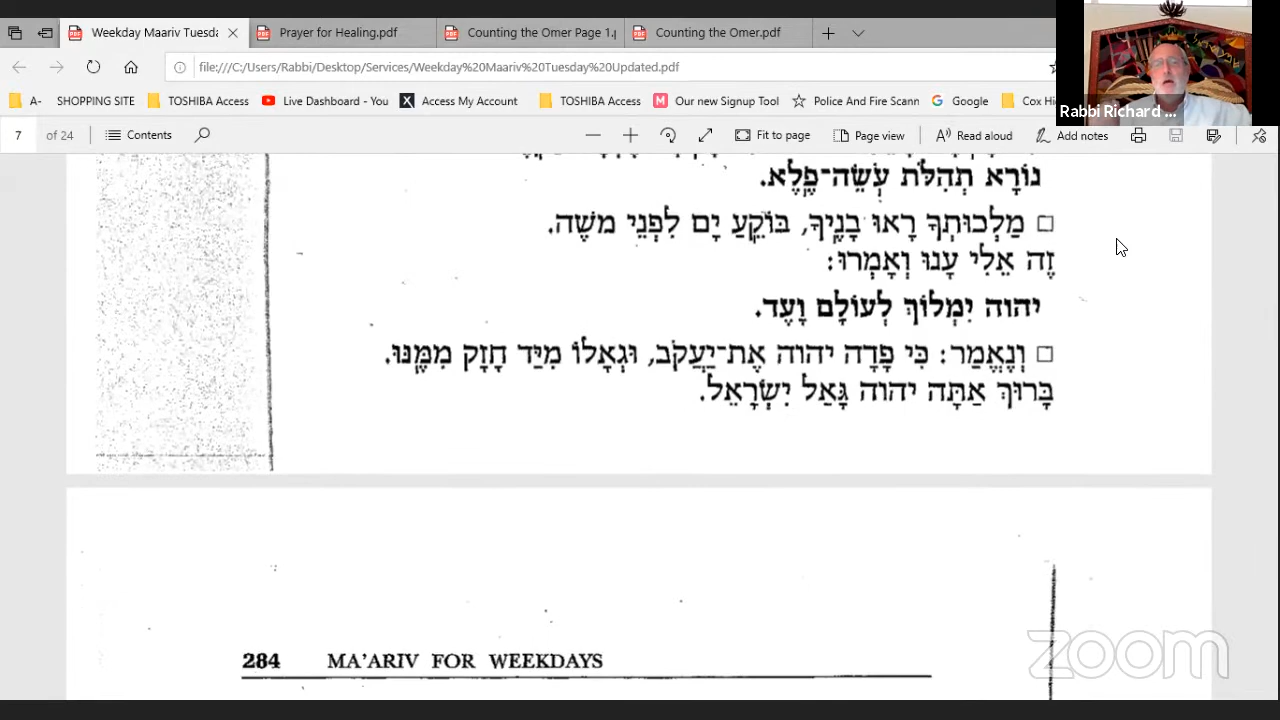 Weekday Maariv Tuesda
Prayer for Healing.pdf
Counting the Omer Page 1.
Counting the Omer.pdf
file:///C:/Users/Rabbi/Desktop/Services/Weekday%20Maariv%20Tuesday%20Updated.pdf
A-
SHOPPING SITE
TOSHIBA Access
Live Dashboard - You
Access My Account
TOSHIBA Access
Our new Signup Tool
Police And Fire Scann
Google
Cox Hi
Rabbi Richard ...
7 of 24
Contents
Fit to page
Page view
Read aloud
Add notes
נוֹרָא תְהִלֹּת עֹֽשֵׂה־פֶֽלֶא.
מַלְכוּתְךָ רָאוּ בָנֶֽיךָ, בּוֹקֵֽעַ יָם לִפְנֵי משֶׁה.
זֶה אֵלִי עָנוּ וְאָמְרוּ:
יהוה יִמְלוֹךְ לְעוֹלָם וָעֶד.
וְנֶאֱמַר: כִּי פָדָה יהוה אֶת־יַעֲקֹב, וּגְאָלוֹ מִיַּד חָזָק מִמֶּֽנּוּ.
בָּרוּךְ אַתָּה יהוה גָּאַל יִשְׂרָאֵל.
284 MA'ARIV FOR WEEKDAYS
zoom